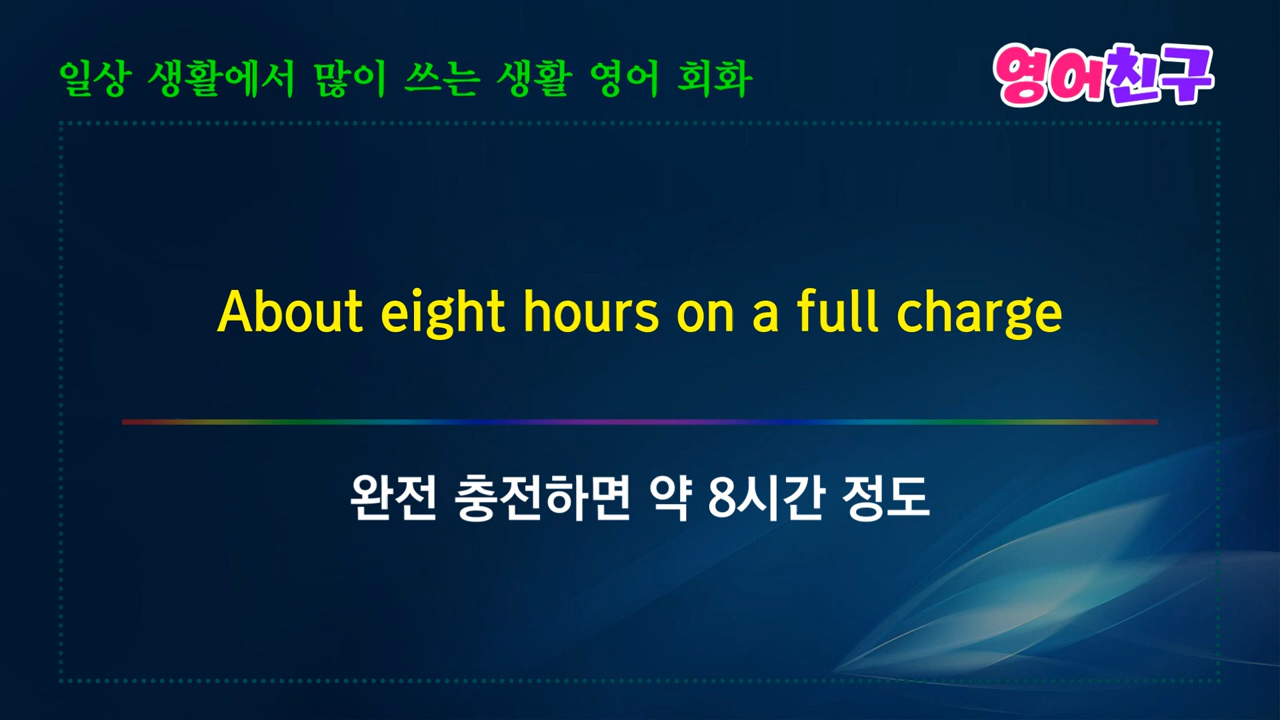 일상 생활에서 많이 쓰는 생활 영어 회화
영어친구
About eight hours on a full charge
완전 충전하면 약 8시간 정도